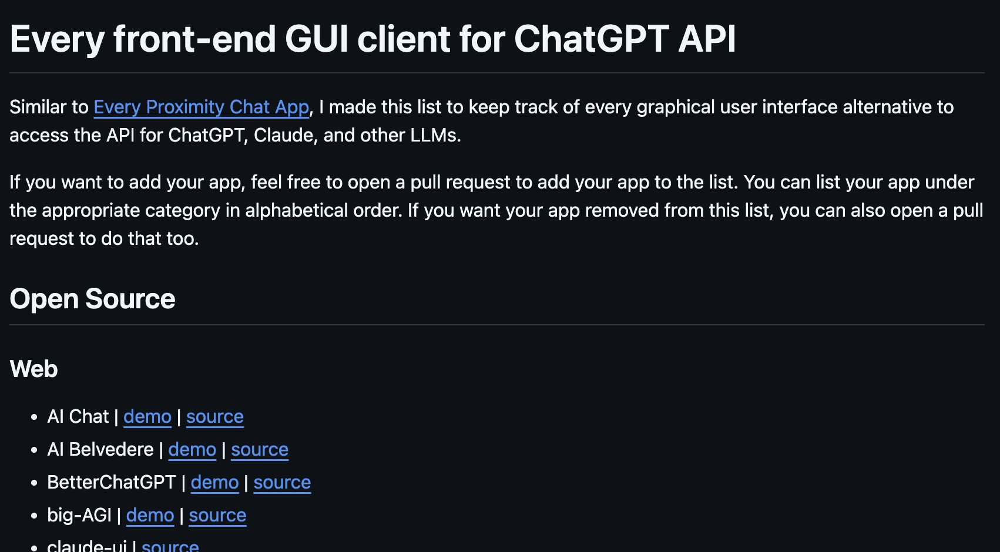 Every front-end GUI client for ChatGPT API
Similar to Every Proximity Chat App, I made this list to keep track of every graphical user interface alternative to
access the API for ChatGPT, Claude, and other LLMs.
If you want to add your app, feel free to open a pull request to add your app to the list. You can list your app under
the appropriate category in alphabetical order. If you want your app removed from this list, you can also open a pull
request to do that too.
Open Source
Web
• AI Chat | demo | source
• AI Belvedere | demo | source
• BetterChatGPT | demo | source
• big-AGI | demo | source
• claude-ui | source